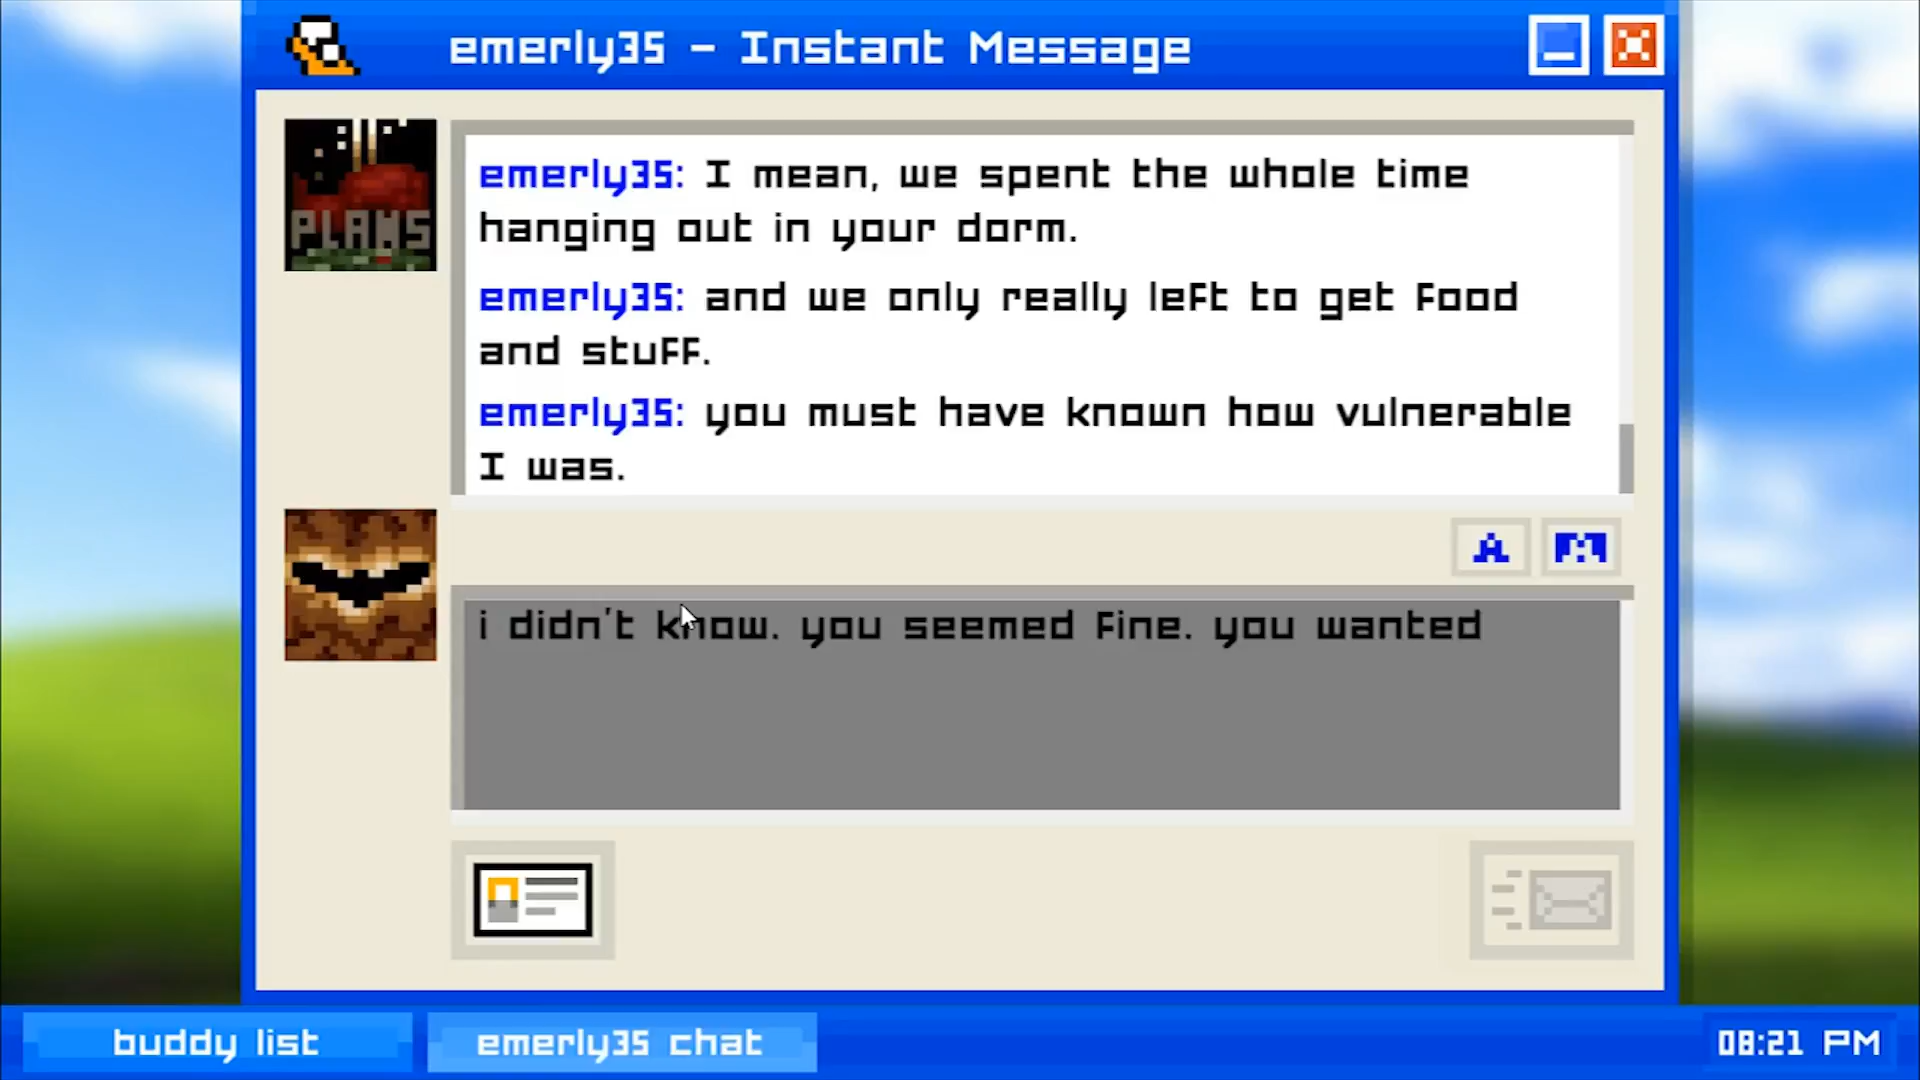 emerly35 - Instant Message
PLANS
emerly35: I mean, we spent the whole time
hanging out in your dorm.
emerly35: and we only really left to get food
and stuff.
emerly35: you must have known how vulnerable
I was.
A
i didn't know. you seemed fine. you wanted
buddy list
emerly35 chat
08:21 PM